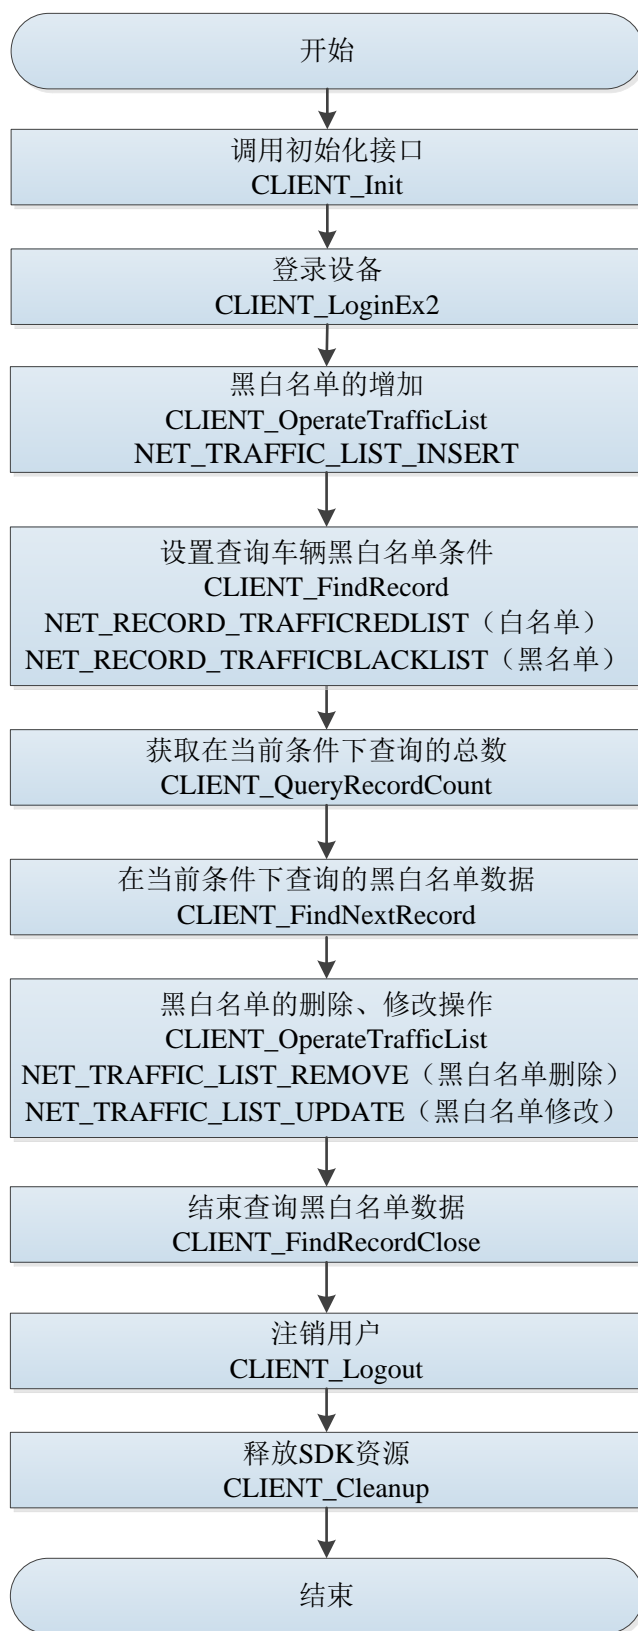 开始
调用初始化接口
CLIENT_Init
登录设备
CLIENT_LoginEx2
黑白名单的增加
CLIENT_OperateTrafficList
NET_TRAFFIC_LIST_INSERT
设置查询车辆黑白名单条件
CLIENT_FindRecord
NET_RECORD_TRAFFICREDLIST（白名单）
NET_RECORD_TRAFFICBLACKLIST（黑名单）
获取在当前条件下查询的总数
CLIENT_QueryRecordCount
在当前条件下查询的黑白名单数据
CLIENT_FindNextRecord
黑白名单的删除、修改操作
CLIENT_OperateTrafficList
NET_TRAFFIC_LIST_REMOVE（黑白名单删除）
NET_TRAFFIC_LIST_UPDATE（黑白名单修改）
结束查询黑白名单数据
CLIENT_FindRecordClose
注销用户
CLIENT_Logout
释放SDK资源
CLIENT_Cleanup
结束